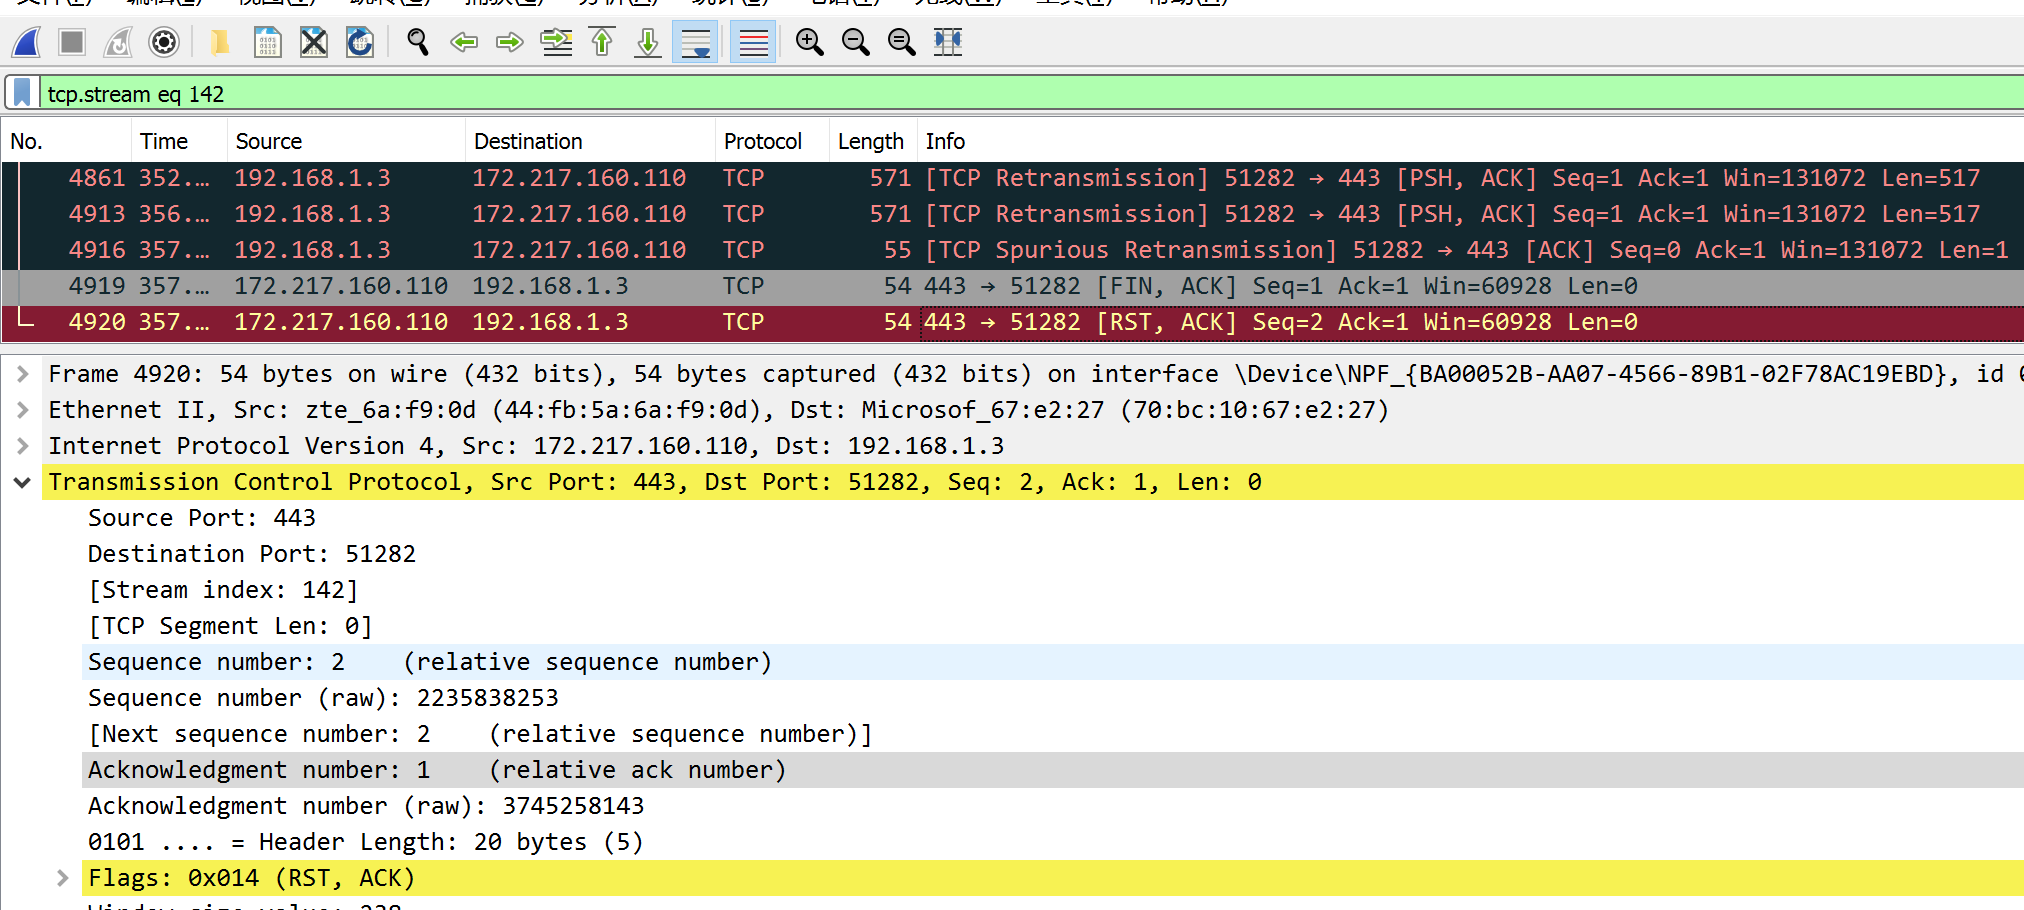 tcp.stream eq 142
No. Time Source Destination Protocol Length Info
4861 352.… 192.168.1.3 172.217.160.110 TCP 571 [TCP Retransmission] 51282 → 443 [PSH, ACK] Seq=1 Ack=1 Win=131072 Len=517
4913 356.… 192.168.1.3 172.217.160.110 TCP 571 [TCP Retransmission] 51282 → 443 [PSH, ACK] Seq=1 Ack=1 Win=131072 Len=517
4916 357.… 192.168.1.3 172.217.160.110 TCP 55 [TCP Spurious Retransmission] 51282 → 443 [ACK] Seq=0 Ack=1 Win=131072 Len=1
4919 357.… 172.217.160.110 192.168.1.3 TCP 54 443 → 51282 [FIN, ACK] Seq=1 Ack=1 Win=60928 Len=0
4920 357.… 172.217.160.110 192.168.1.3 TCP 54 443 → 51282 [RST, ACK] Seq=2 Ack=1 Win=60928 Len=0
Frame 4920: 54 bytes on wire (432 bits), 54 bytes captured (432 bits) on interface \Device\NPF_{BA00052B-AA07-4566-89B1-02F78AC19EBD}, id
Ethernet II, Src: zte_6a:f9:0d (44:fb:5a:6a:f9:0d), Dst: Microsof_67:e2:27 (70:bc:10:67:e2:27)
Internet Protocol Version 4, Src: 172.217.160.110, Dst: 192.168.1.3
Transmission Control Protocol, Src Port: 443, Dst Port: 51282, Seq: 2, Ack: 1, Len: 0
Source Port: 443
Destination Port: 51282
[Stream index: 142]
[TCP Segment Len: 0]
Sequence number: 2    (relative sequence number)
Sequence number (raw): 2235838253
[Next sequence number: 2    (relative sequence number)]
Acknowledgment number: 1    (relative ack number)
Acknowledgment number (raw): 3745258143
0101 .... = Header Length: 20 bytes (5)
Flags: 0x014 (RST, ACK)